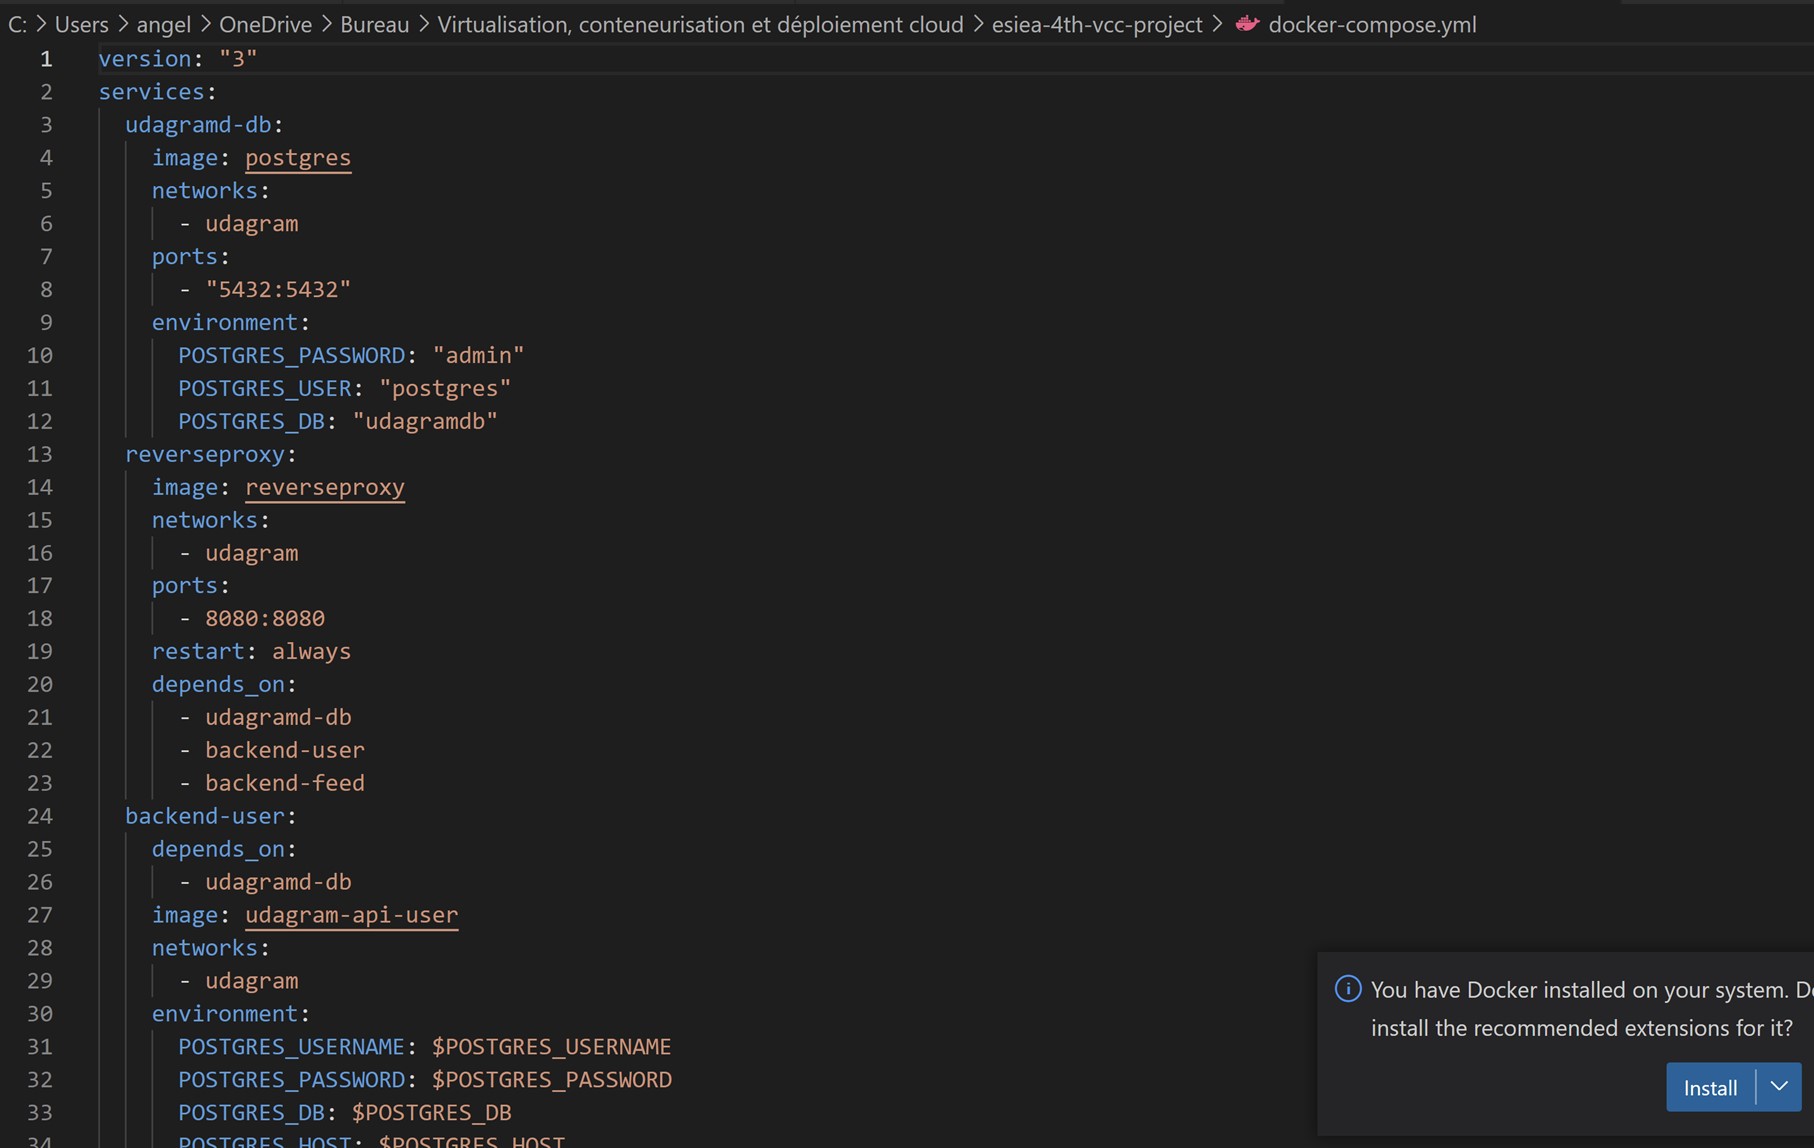 C: > Users > angel > OneDrive > Bureau > Virtualisation, conteneurisation et déploiement cloud > esiea-4th-vcc-project > docker-compose.yml
1 version: "3"
2 services:
3 udagramd-db:
4 image: postgres
5 networks:
6 - udagram
7 ports:
8 - "5432:5432"
9 environment:
10 POSTGRES_PASSWORD: "admin"
11 POSTGRES_USER: "postgres"
12 POSTGRES_DB: "udagramdb"
13 reverseproxy:
14 image: reverseproxy
15 networks:
16 - udagram
17 ports:
18 - 8080:8080
19 restart: always
20 depends_on:
21 - udagramd-db
22 - backend-user
23 - backend-feed
24 backend-user:
25 depends_on:
26 - udagramd-db
27 image: udagram-api-user
28 networks:
29 - udagram
30 environment:
31 POSTGRES_USERNAME: $POSTGRES_USERNAME
32 POSTGRES_PASSWORD: $POSTGRES_PASSWORD
33 POSTGRES_DB: $POSTGRES_DB
34 POSTGRES_HOST: $POSTGRES_HOST
You have Docker installed on your system.
install the recommended extensions for it?
Install